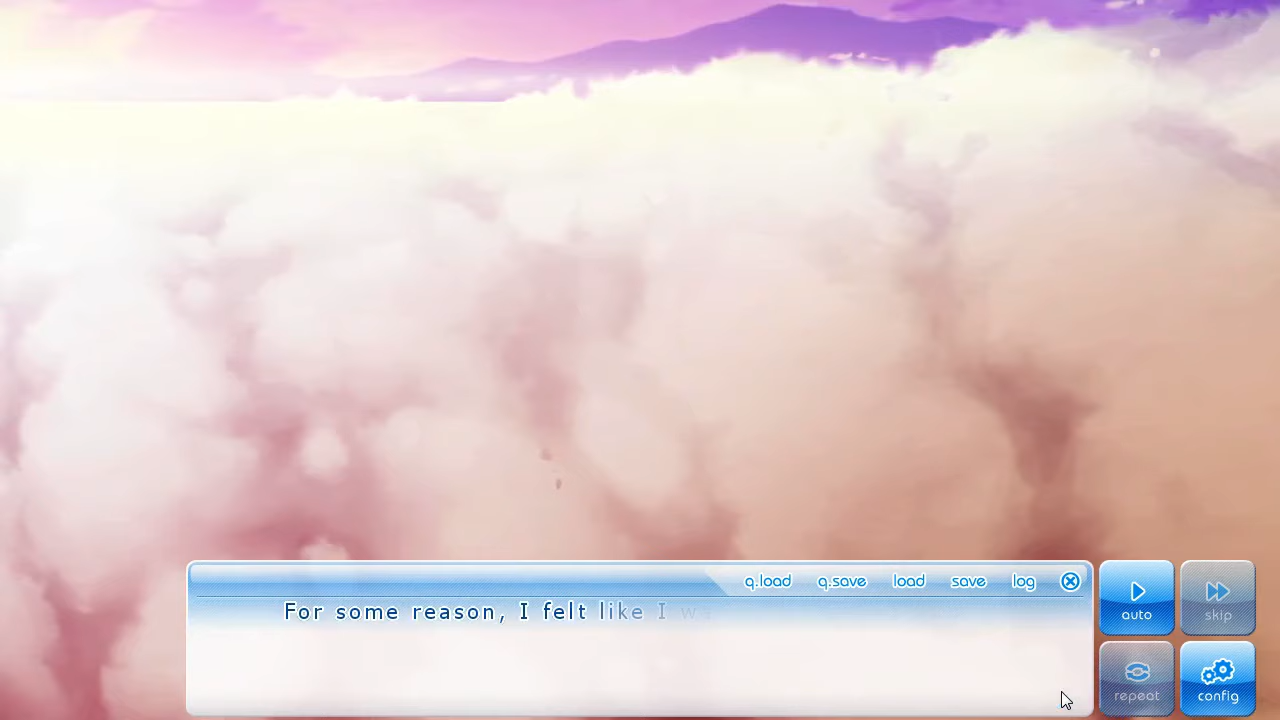 q.load q.save load save log
For some reason, I felt like I
auto
skip
repeat
config